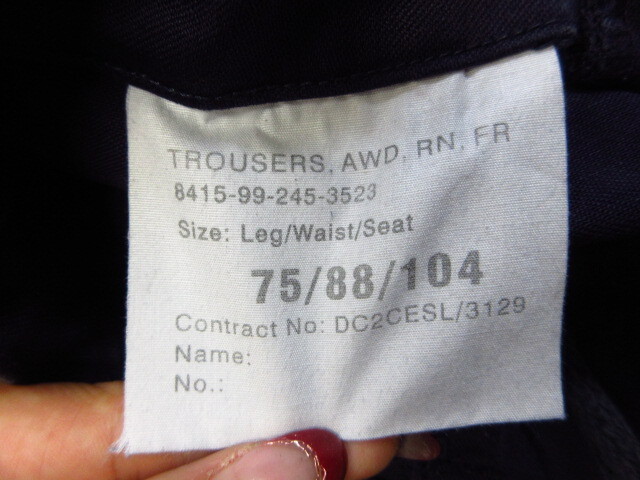 TROUSERS, AWD, RN, FR
8415-99-245-3523
Size: Leg/Waist/Seat
75/88/104
Contract No: DC2CESL/3129
Name:
No.: